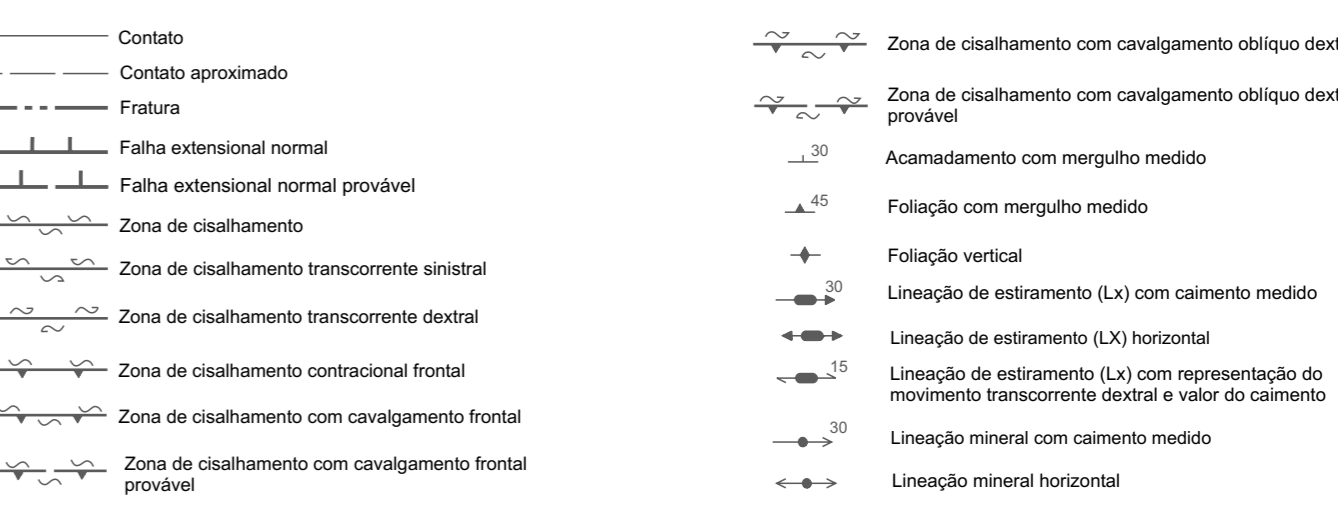 Contato
Contato aproximado
Fratura
Falha extensional normal
Falha extensional normal provável
Zona de cisalhamento
Zona de cisalhamento transcorrente sinistral
Zona de cisalhamento transcorrente dextral
Zona de cisalhamento contracional frontal
Zona de cisalhamento com cavalgamento frontal
Zona de cisalhamento com cavalgamento frontal
provável
Zona de cisalhamento com cavalgamento oblíquo dext
Zona de cisalhamento com cavalgamento oblíquo dext
provável
30 Acamadamento com mergulho medido
45 Foliação com mergulho medido
Foliação vertical
30 Lineação de estiramento (Lx) com caimento medido
Lineação de estiramento (LX) horizontal
15 Lineação de estiramento (Lx) com representação do
movimento transcorrente dextral e valor do caimento
30 Lineação mineral com caimento medido
Lineação mineral horizontal